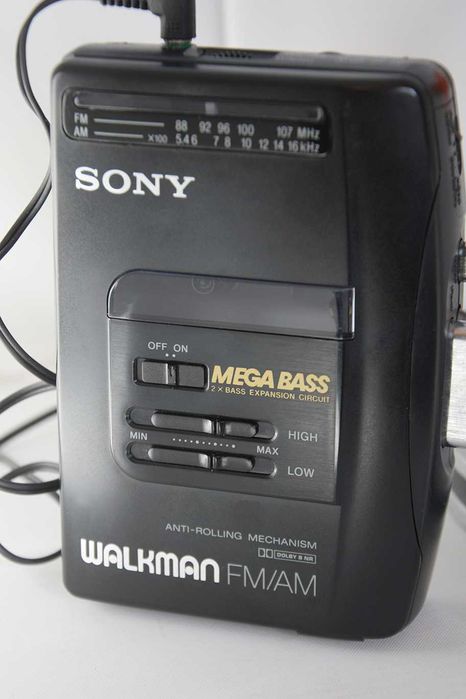 FM 88 92 96 100 107 MHz
AM ×100 5.4 6 7 8 10 12 14 16 kHz
SONY
OFF ON
MEGA BASS
2 × BASS EXPANSION CIRCUIT
HIGH
MIN MAX
LOW
ANTI-ROLLING MECHANISM
DOLBY B NR
WALKMAN FM/AM